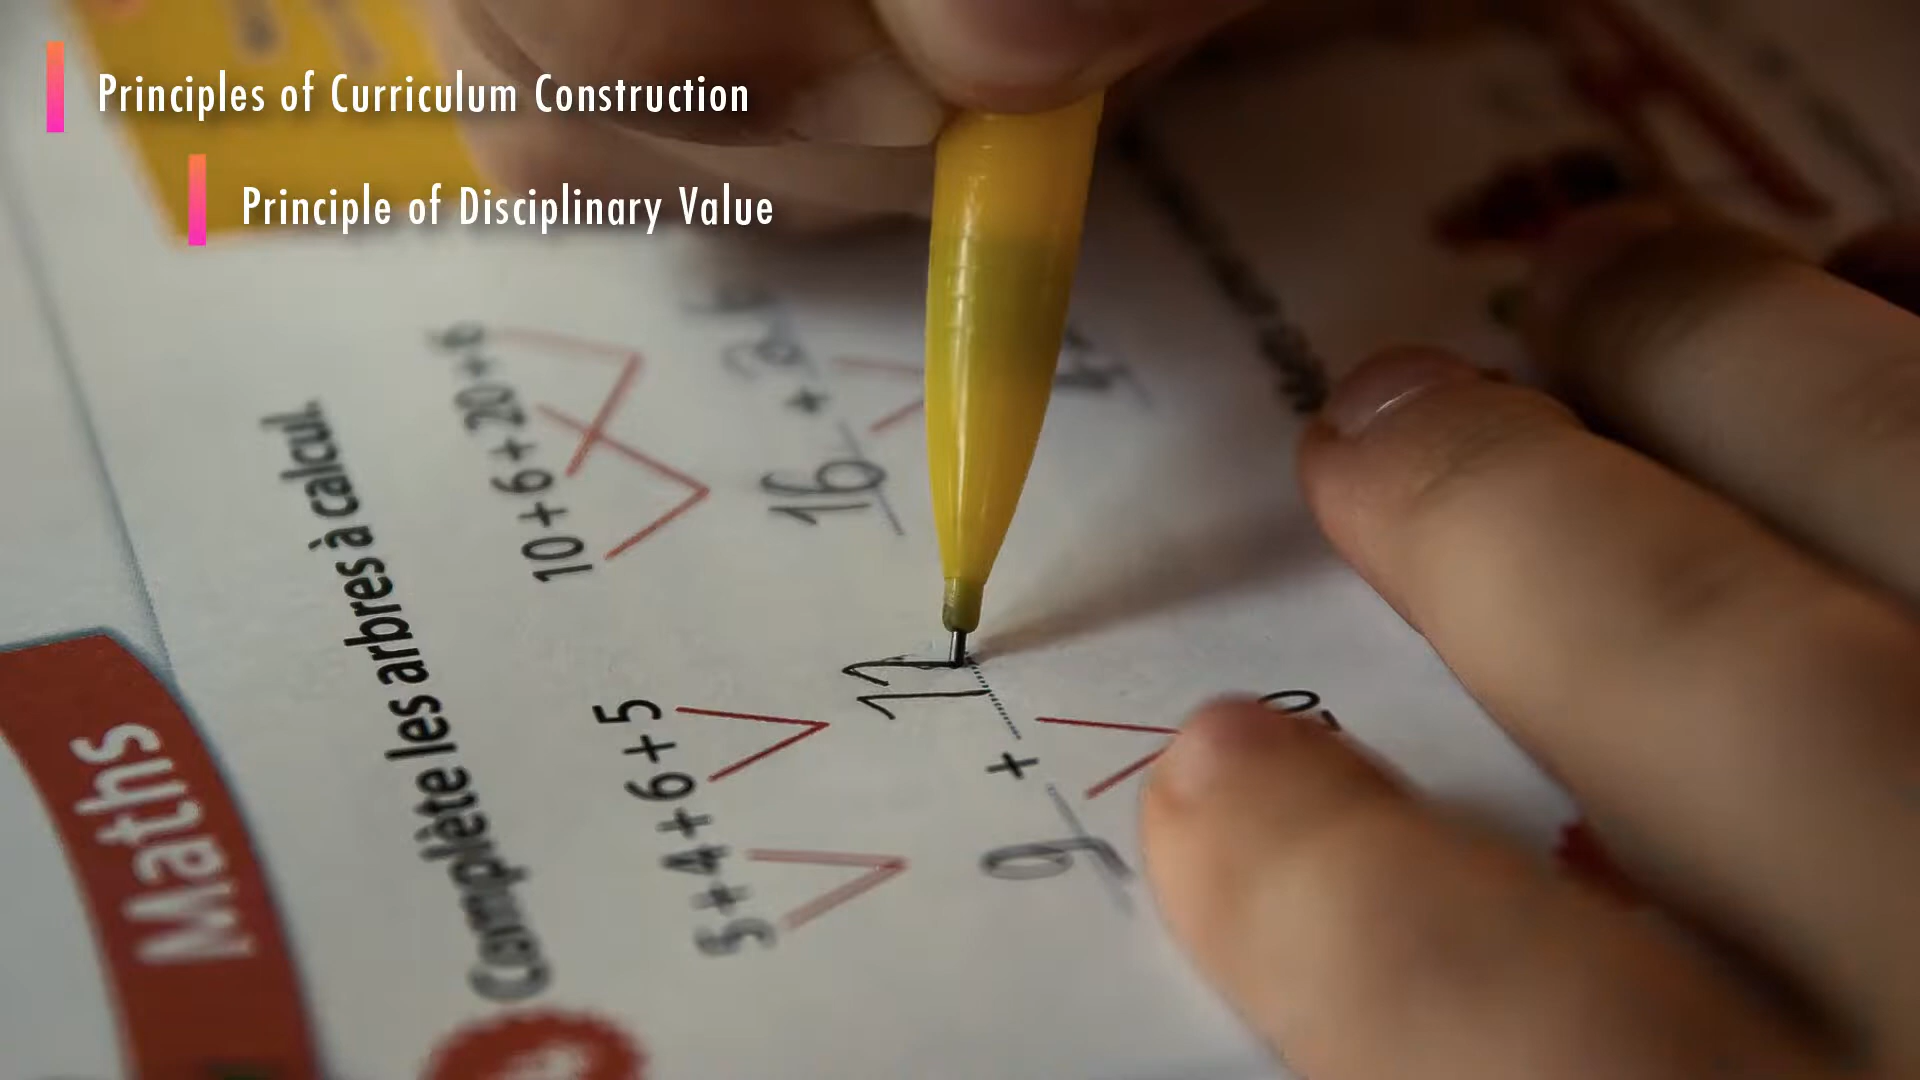 Principles of Curriculum Construction
Principle of Disciplinary Value
Maths
Complète les arbres à calcul.
5+4+6+5
9 + 11
10+6+20+6
16 +